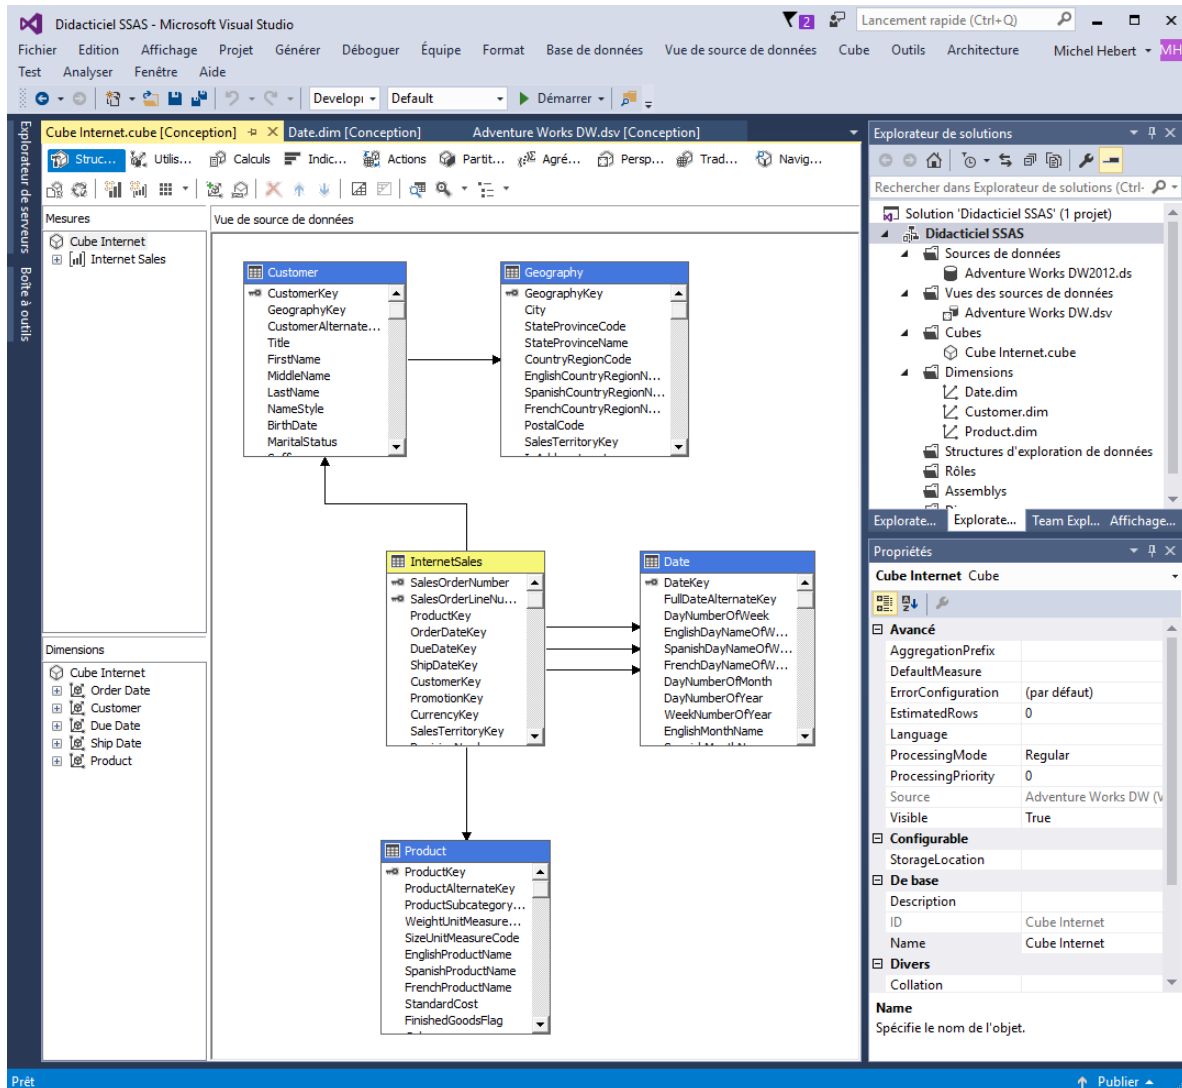 Didacticiel SSAS - Microsoft Visual Studio
2
Lancement rapide (Ctrl+Q)
Fichier Edition Affichage Projet Générer Déboguer Équipe Format Base de données Vue de source de données Cube Outils Architecture Michel Hebert MH
Test Analyser Fenêtre Aide
Developı Default Démarrer
Explorateur de serveurs
Boîte à outils
Cube Internet.cube [Conception] Date.dim [Conception] Adventure Works DW.dsv [Conception]
Struc... Utilis... Calculs Indic... Actions Partit... Agré... Persp... Trad... Navig...
Mesures
Cube Internet
Internet Sales
Dimensions
Cube Internet
Order Date
Customer
Due Date
Ship Date
Product
Vue de source de données
Customer
CustomerKey
GeographyKey
CustomerAlternate...
Title
FirstName
MiddleName
LastName
NameStyle
BirthDate
MaritalStatus
Geography
GeographyKey
City
StateProvinceCode
StateProvinceName
CountryRegionCode
EnglishCountryRegionN...
SpanishCountryRegionN...
FrenchCountryRegionN...
PostalCode
SalesTerritoryKey
InternetSales
SalesOrderNumber
SalesOrderLineNu...
ProductKey
OrderDateKey
DueDateKey
ShipDateKey
CustomerKey
PromotionKey
CurrencyKey
SalesTerritoryKey
Date
DateKey
FullDateAlternateKey
DayNumberOfWeek
EnglishDayNameOfW...
SpanishDayNameOfW...
FrenchDayNameOfW...
DayNumberOfMonth
DayNumberOfYear
WeekNumberOfYear
EnglishMonthName
Product
ProductKey
ProductAlternateKey
ProductSubcategory...
WeightUnitMeasure...
SizeUnitMeasureCode
EnglishProductName
SpanishProductName
FrenchProductName
StandardCost
FinishedGoodsFlag
Explorateur de solutions
Rechercher dans Explorateur de solutions (Ctrl-
Solution 'Didacticiel SSAS' (1 projet)
Didacticiel SSAS
Sources de données
Adventure Works DW2012.ds
Vues des sources de données
Adventure Works DW.dsv
Cubes
Cube Internet.cube
Dimensions
Date.dim
Customer.dim
Product.dim
Structures d'exploration de données
Rôles
Assemblys
Explorate... Explorate... Team Expl... Affichage...
Propriétés
Cube Internet Cube
Avancé
AggregationPrefix
DefaultMeasure
ErrorConfiguration (par défaut)
EstimatedRows 0
Language
ProcessingMode Regular
ProcessingPriority 0
Source Adventure Works DW (V
Visible True
Configurable
StorageLocation
De base
Description
ID Cube Internet
Name Cube Internet
Divers
Collation
Name
Spécifie le nom de l'objet.
Prêt
Publier